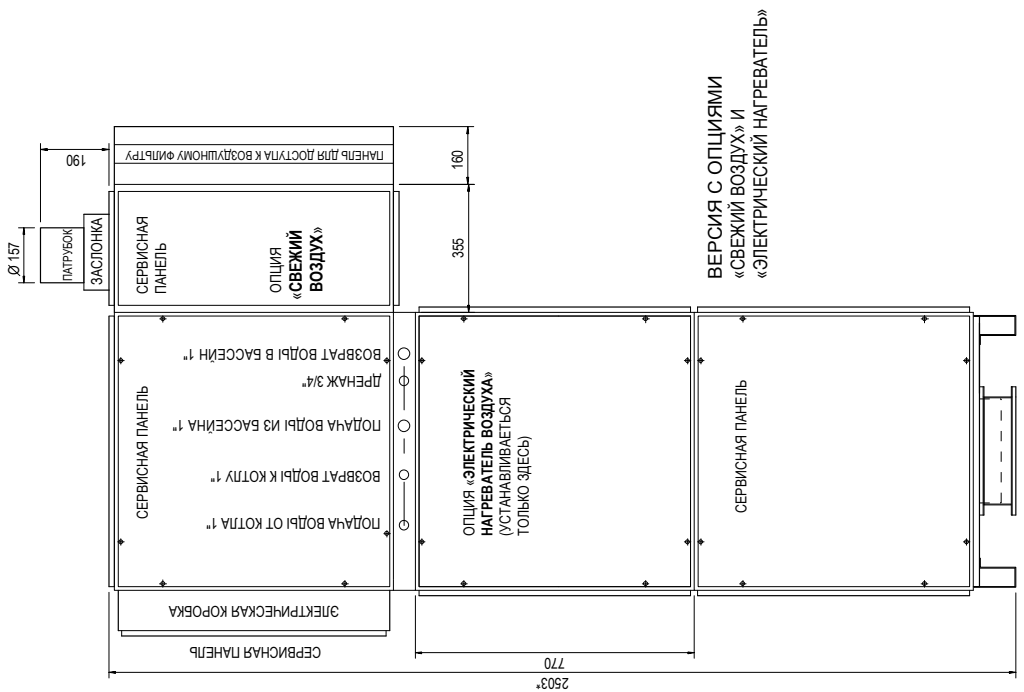 Ø 157
190
ПАТРУБОК
ЗАСЛОНКА
ПАНЕЛЬ ДЛЯ ДОСТУПА К ВОЗДУШНОМУ ФИЛЬТРУ
160
СЕРВИСНАЯ
ПАНЕЛЬ
ОПЦИЯ
«СВЕЖИЙ
ВОЗДУХ»
355
ВЕРСИЯ С ОПЦИЯМИ
«СВЕЖИЙ ВОЗДУХ» И
«ЭЛЕКТРИЧЕСКИЙ НАГРЕВАТЕЛЬ»
СЕРВИСНАЯ ПАНЕЛЬ
ВОЗВРАТ ВОДЫ В БАССЕЙН 1"
ДРЕНАЖ 3/4"
ПОДАЧА ВОДЫ ИЗ БАССЕЙНА 1"
ВОЗВРАТ ВОДЫ К КОТЛУ 1"
ПОДАЧА ВОДЫ ОТ КОТЛА 1"
ОПЦИЯ «ЭЛЕКТРИЧЕСКИЙ
НАГРЕВАТЕЛЬ ВОЗДУХА»
(УСТАНАВЛИВАЕТЬСЯ
ТОЛЬКО ЗДЕСЬ)
СЕРВИСНАЯ ПАНЕЛЬ
ЭЛЕКТРИЧЕСКАЯ КОРОБКА
СЕРВИСНАЯ ПАНЕЛЬ
770
2503*